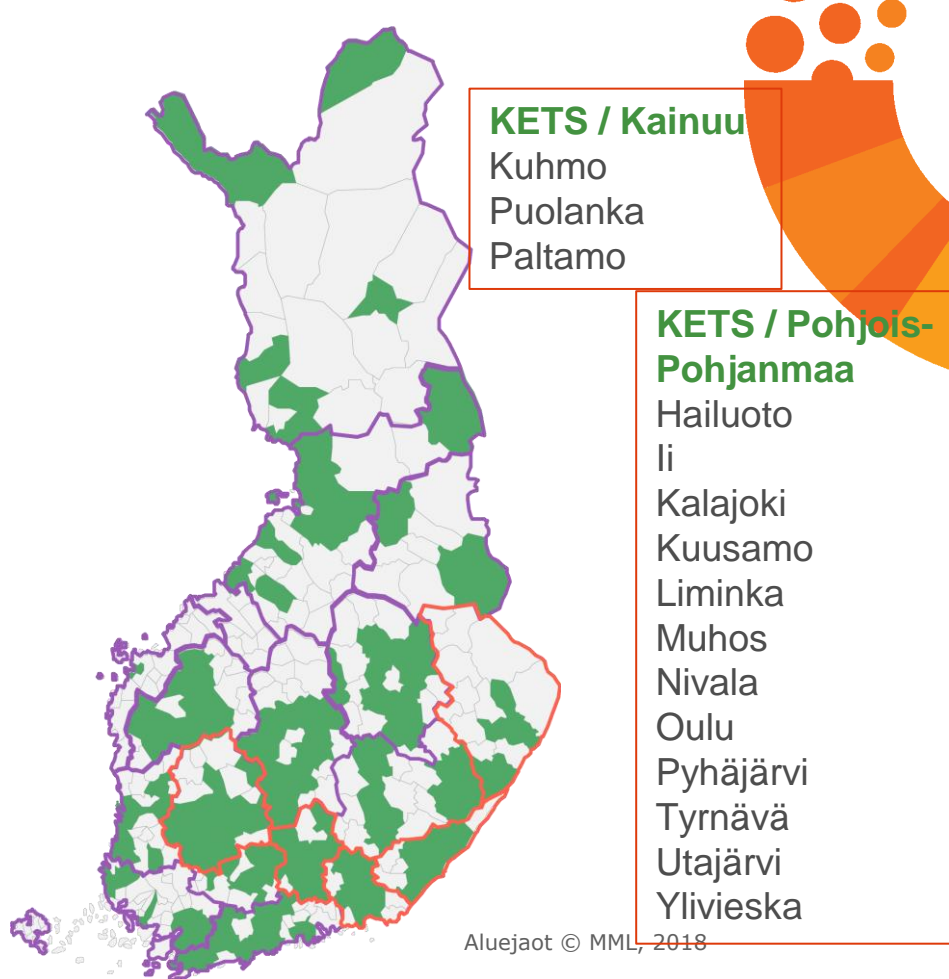 KETS / Kainuu
Kuhmo
Puolanka
Paltamo
KETS / Pohjois-
Pohjanmaa
Hailuoto
Ii
Kalajoki
Kuusamo
Liminka
Muhos
Nivala
Oulu
Pyhäjärvi
Tyrnävä
Utajärvi
Ylivieska
Aluejaot © MML, 2018